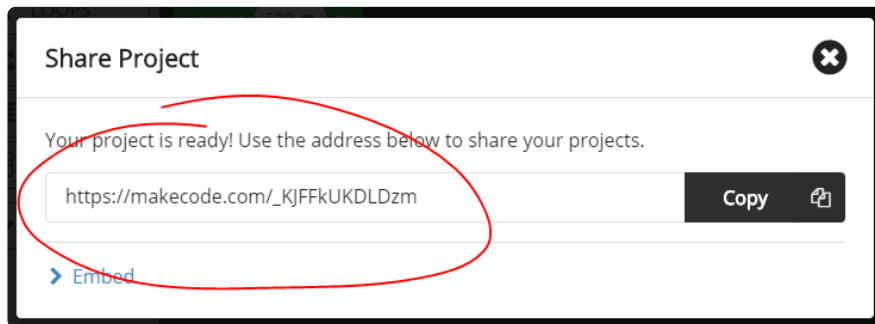 LOOPS
Share Project
Your project is ready! Use the address below to share your projects.
https://makecode.com/_KJFFkUKDLDzm
Copy
Embed